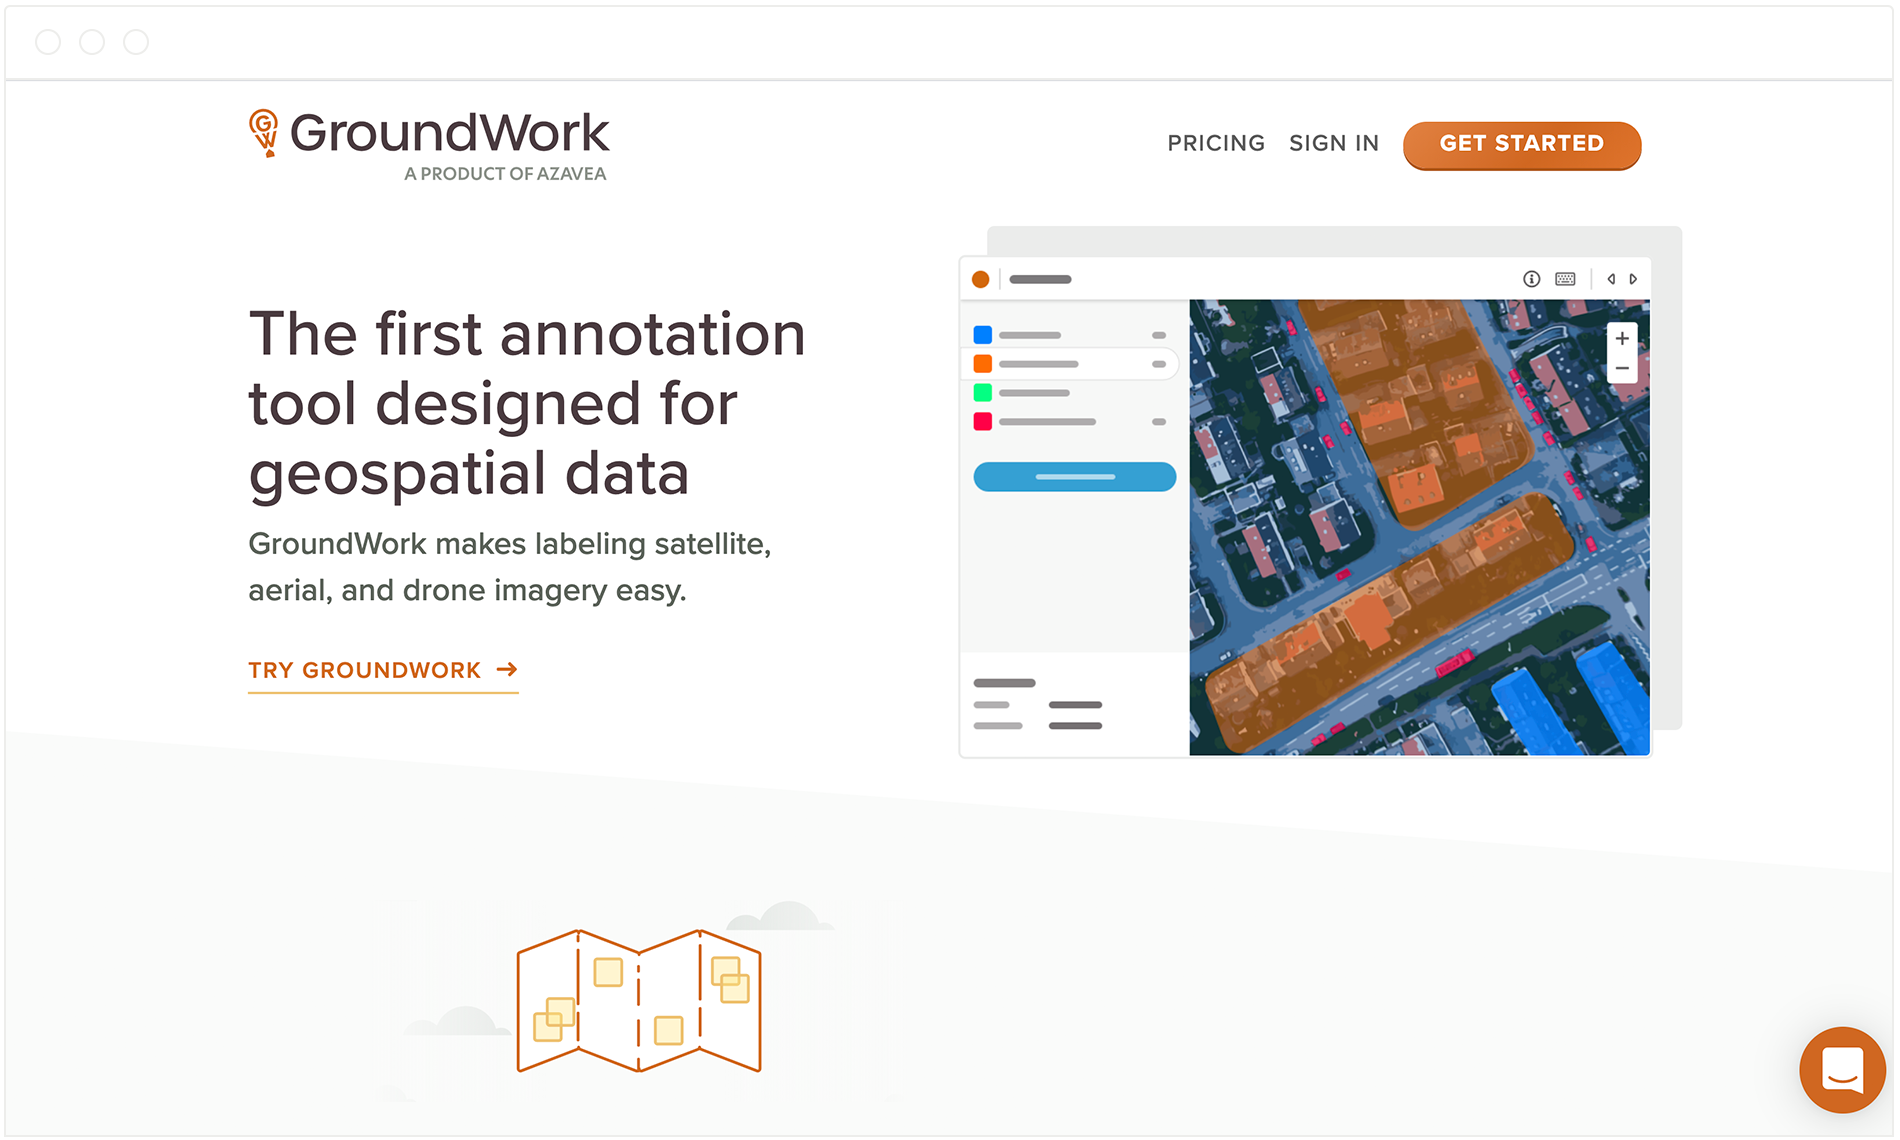 GroundWork
A PRODUCT OF AZAVEA
PRICING SIGN IN GET STARTED
The first annotation
tool designed for
geospatial data
GroundWork makes labeling satellite,
aerial, and drone imagery easy.
TRY GROUNDWORK →